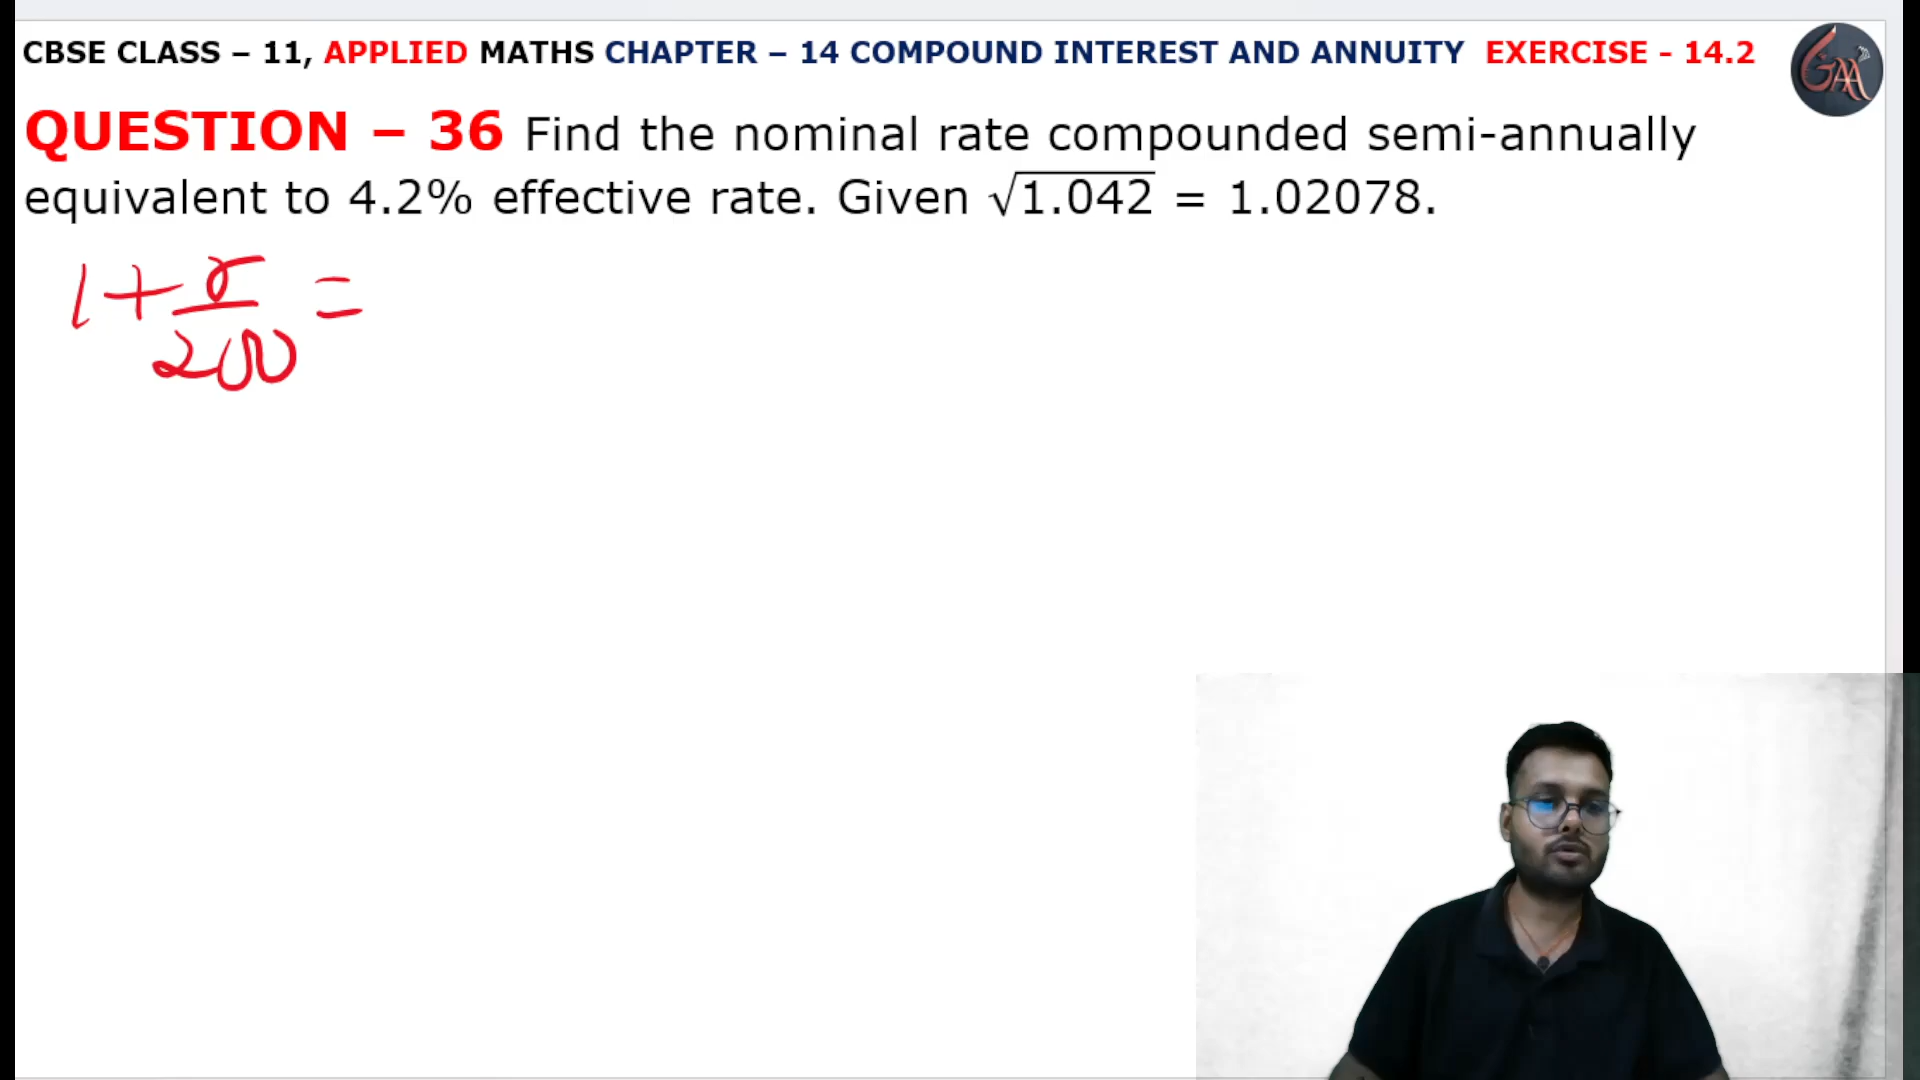 CBSE CLASS – 11, APPLIED MATHS CHAPTER – 14 COMPOUND INTEREST AND ANNUITY EXERCISE - 14.2
QUESTION – 36 Find the nominal rate compounded semi-annually
equivalent to 4.2% effective rate. Given √1.042 = 1.02078.
1 + r/200 =